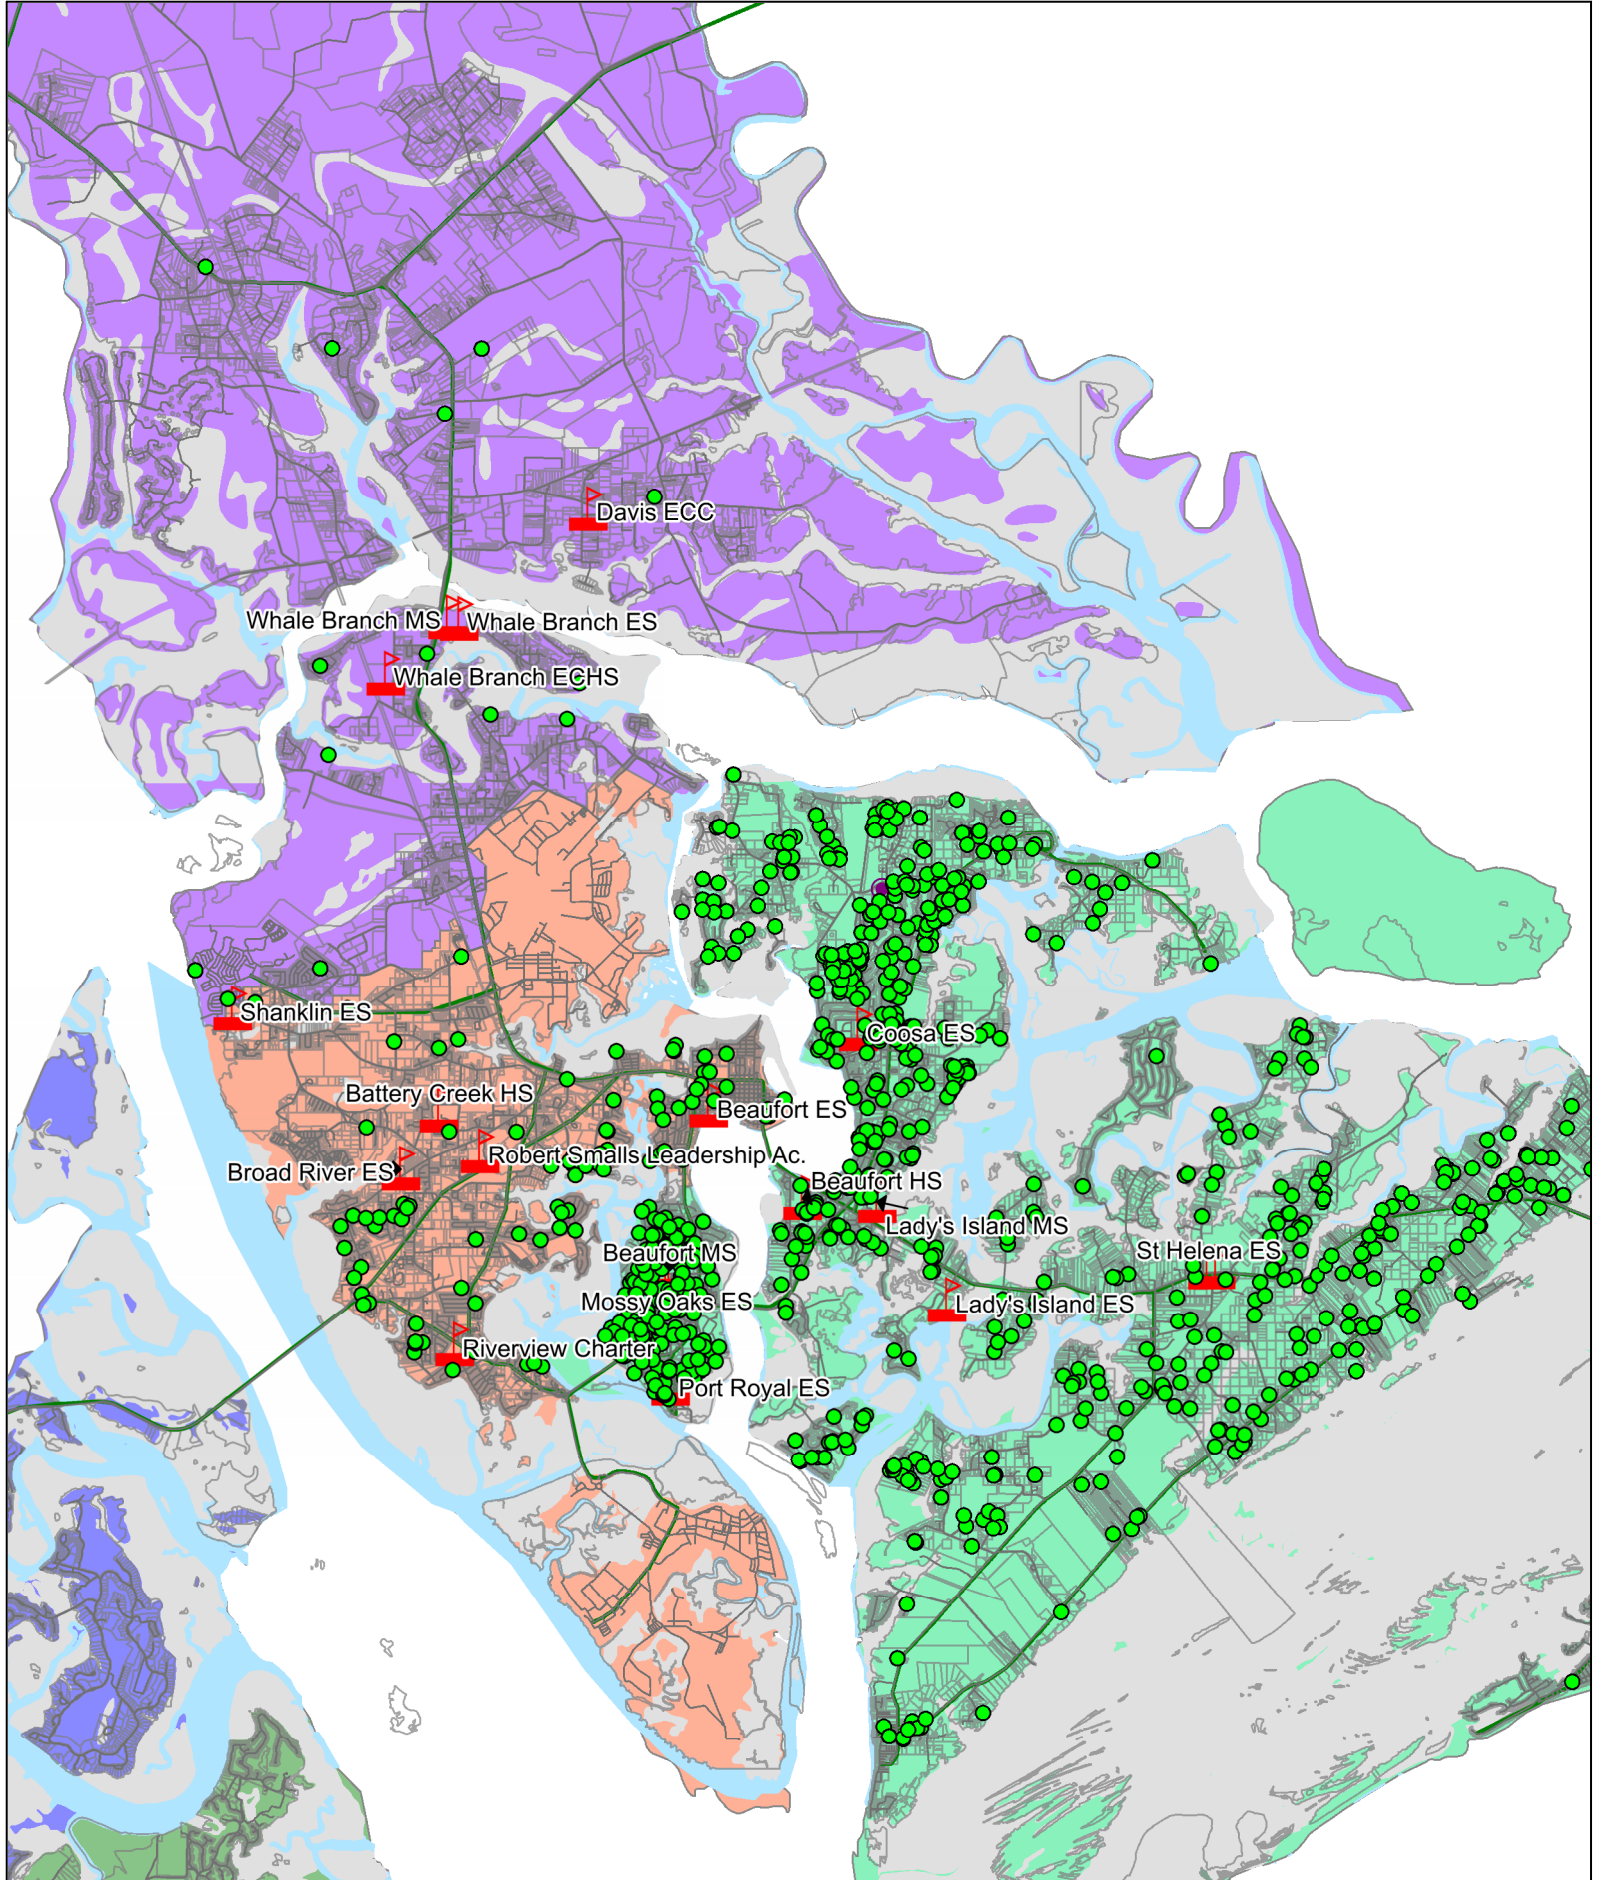 Davis ECC
Whale Branch MS
Whale Branch ES
Whale Branch ECHS
Shanklin ES
Coosa ES
Battery Creek HS
Beaufort ES
Robert Smalls Leadership Ac.
Broad River ES
Beaufort HS
Lady's Island MS
Beaufort MS
St Helena ES
Mossy Oaks ES
Lady's Island ES
Riverview Charter
Port Royal ES